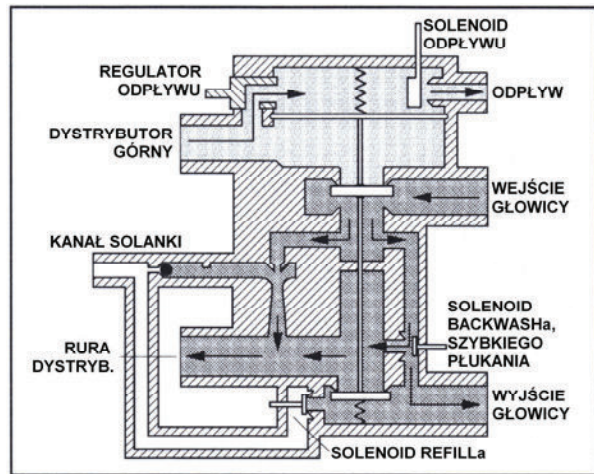 SOLENOID
ODPŁYWU
REGULATOR
ODPŁYWU
ODPŁYW
DYSTRYBUTOR
GÓRNY
WEJŚCIE
GŁOWICY
KANAŁ SOLANKI
SOLENOID
BACKWASHa,
SZYBKIEGO
PŁUKANIA
RURA
DYSTRYB.
WYJŚCIE
GŁOWICY
SOLENOID REFILLa